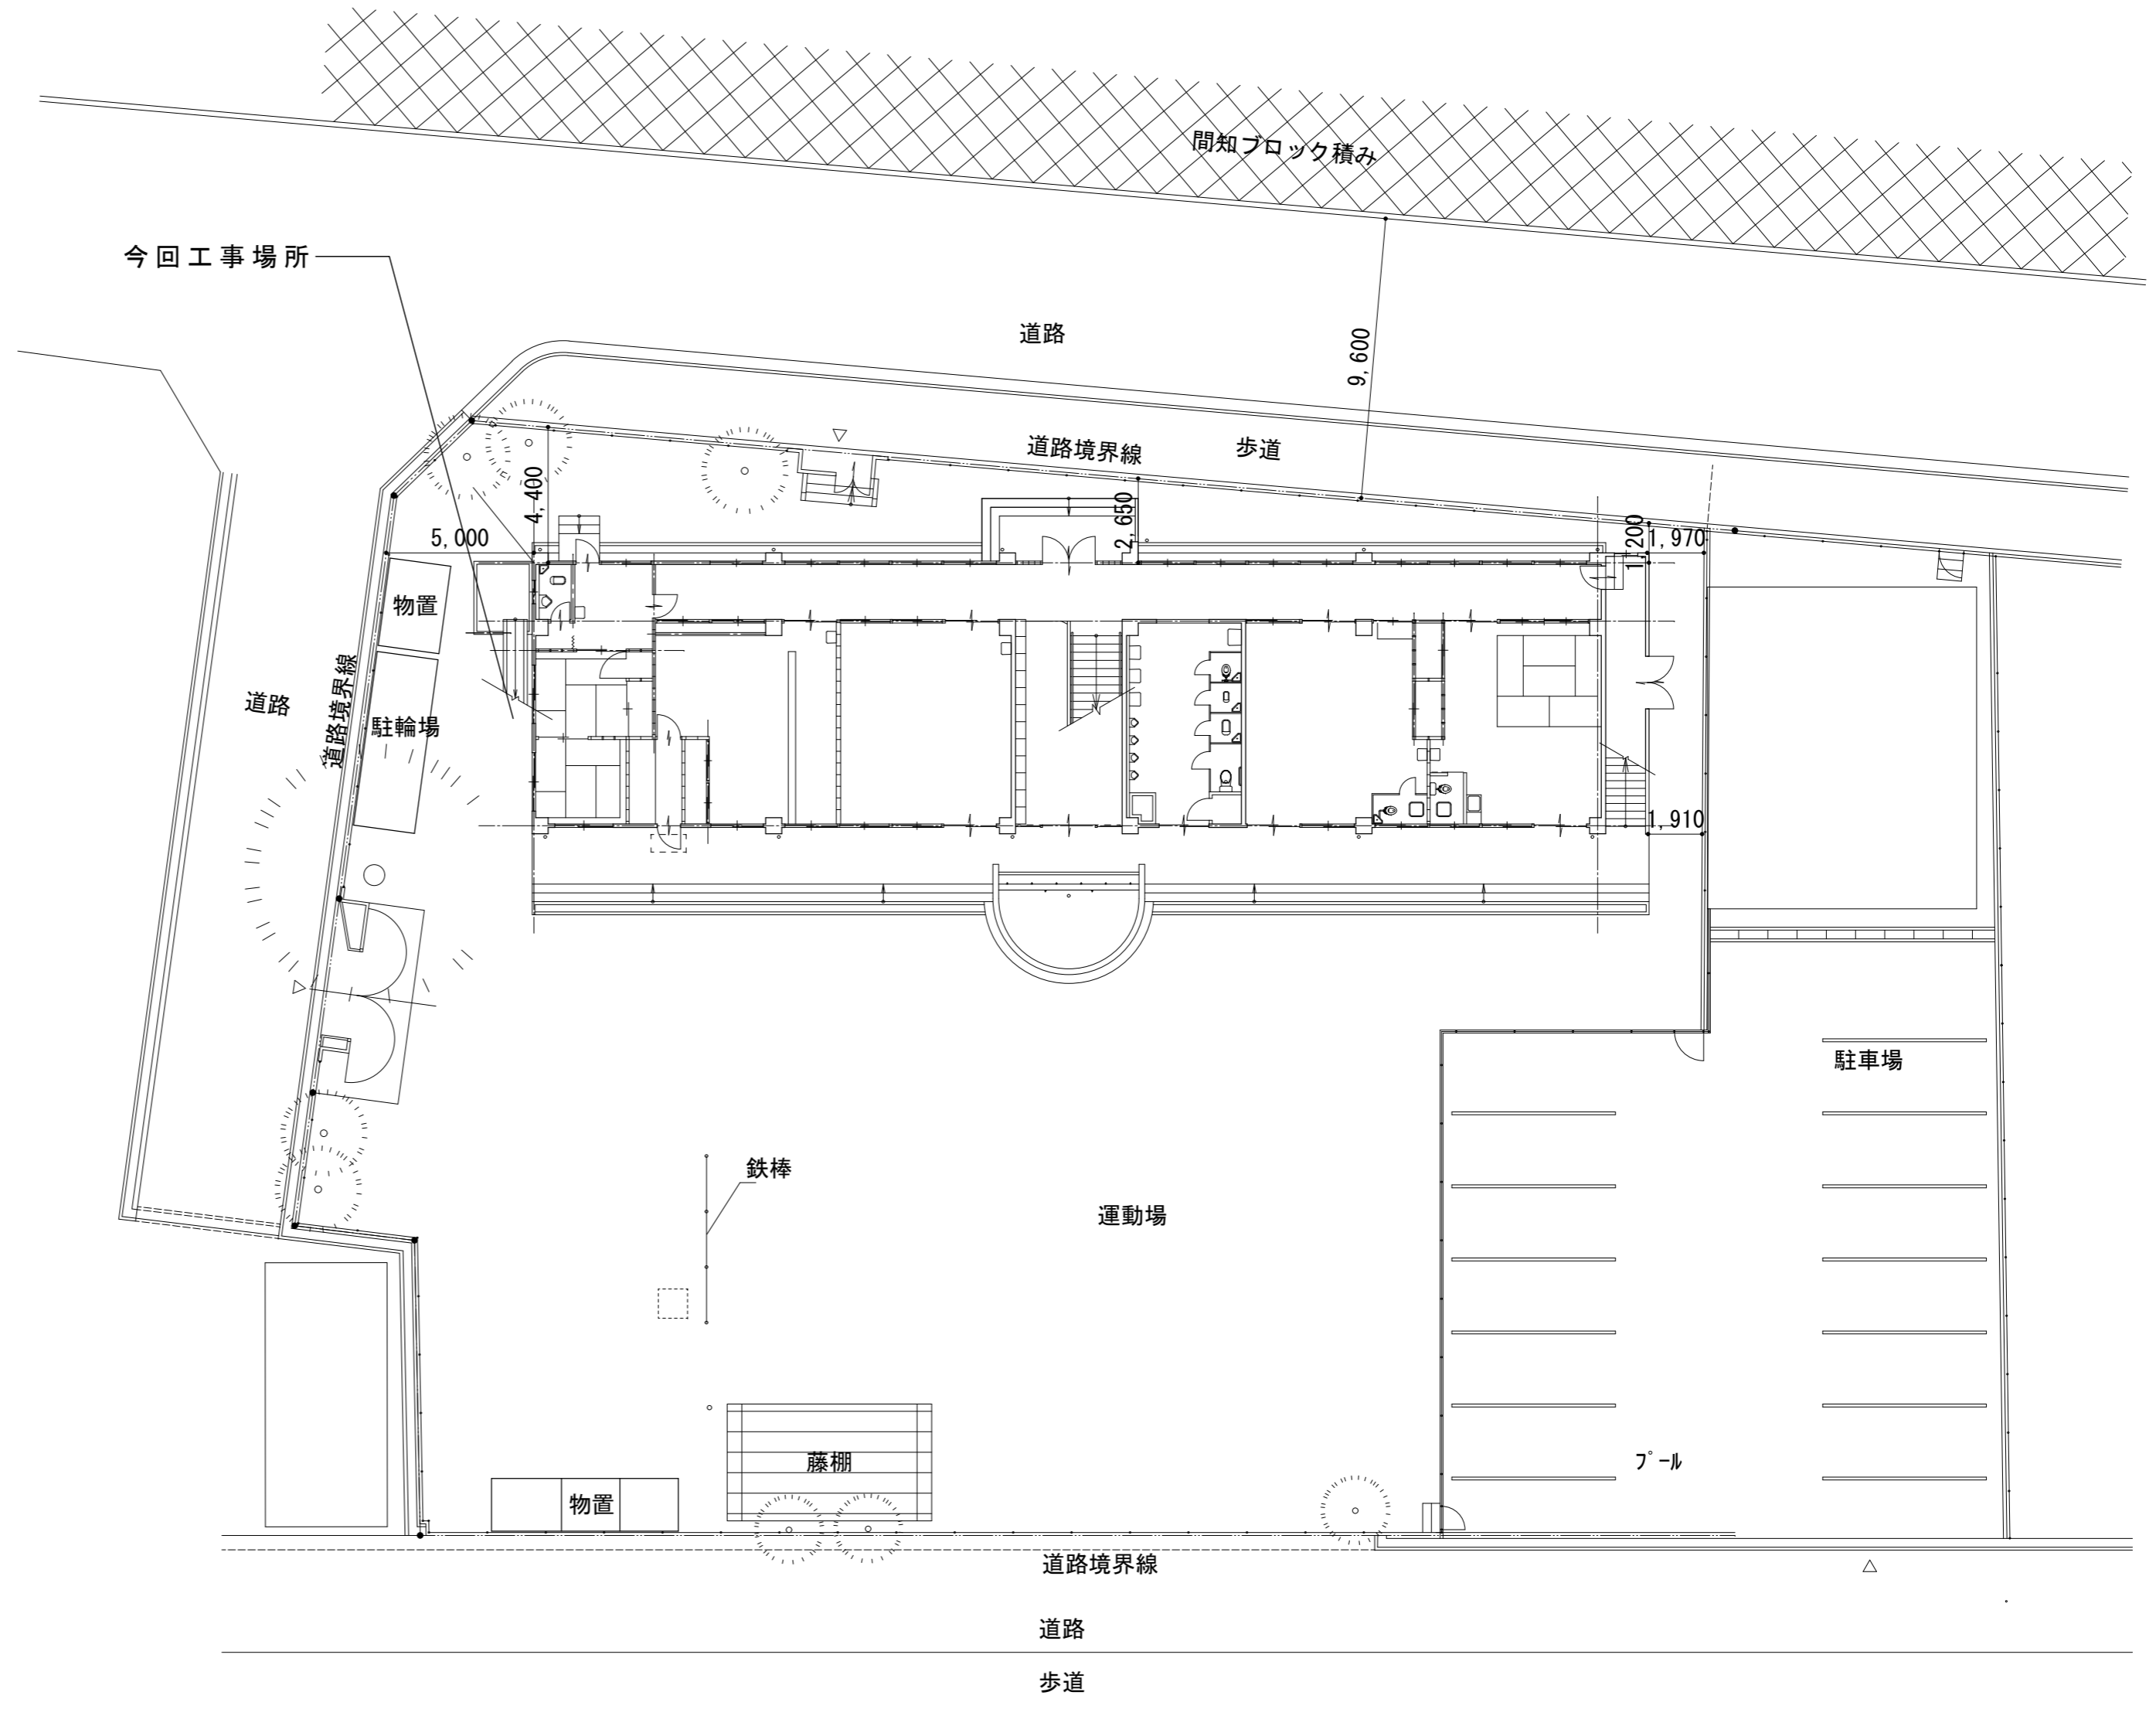 間知ブロック積み
今回工事場所
道路
9,600
道路境界線
歩道
4,400
2,650
1,200
5,000
1,970
物置
道路境界線
道路
駐輪場
1,910
駐車場
鉄棒
運動場
藤棚
プール
物置
道路境界線
道路
歩道